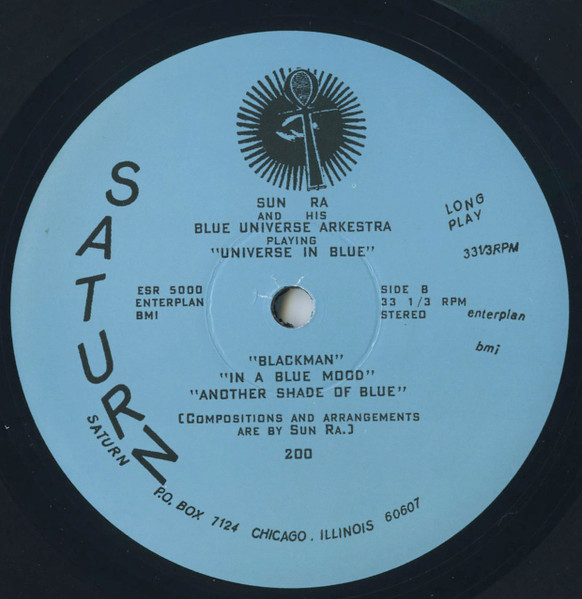 SUN RA
AND HIS
BLUE UNIVERSE ARKESTRA
PLAYING
"UNIVERSE IN BLUE"
LONG
PLAY
33 1/3 RPM
ESR 5000
ENTERPLAN
BMI
SIDE B
33 1/3 RPM
STEREO
enterplan
bmi
"BLACKMAN"
"IN A BLUE MOOD"
"ANOTHER SHADE OF BLUE"
(COMPOSITIONS AND ARRANGEMENTS
ARE BY SUN RA.)
200
SATURN
SATURN
P.O. BOX 7124 CHICAGO, ILLINOIS 60607